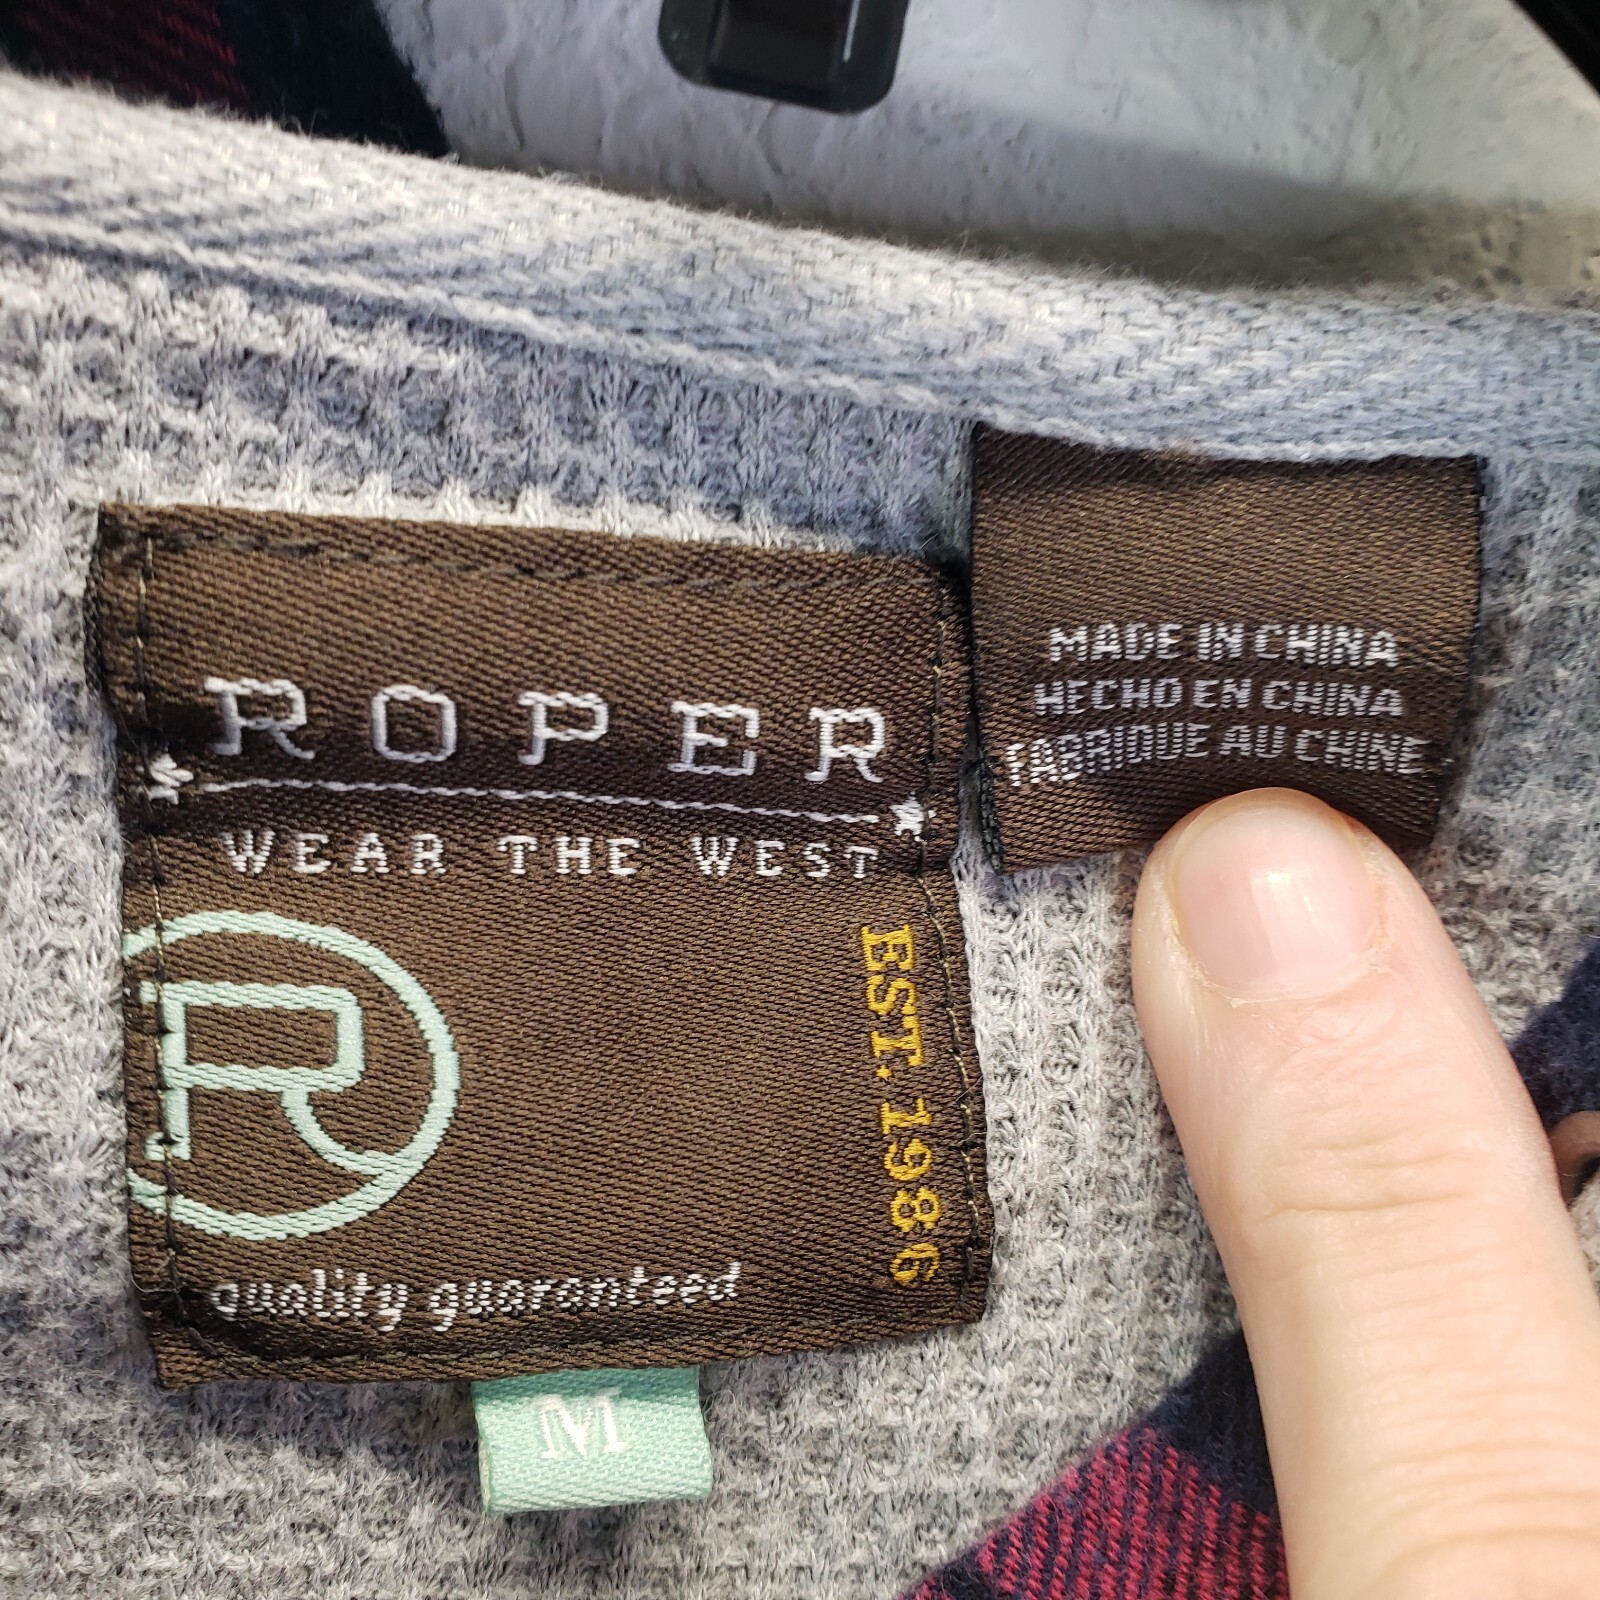 ROPER
WEAR THE WEST
R
EST. 1986
quality guaranteed
M
MADE IN CHINA
HECHO EN CHINA
FABRIQUE AU CHINE